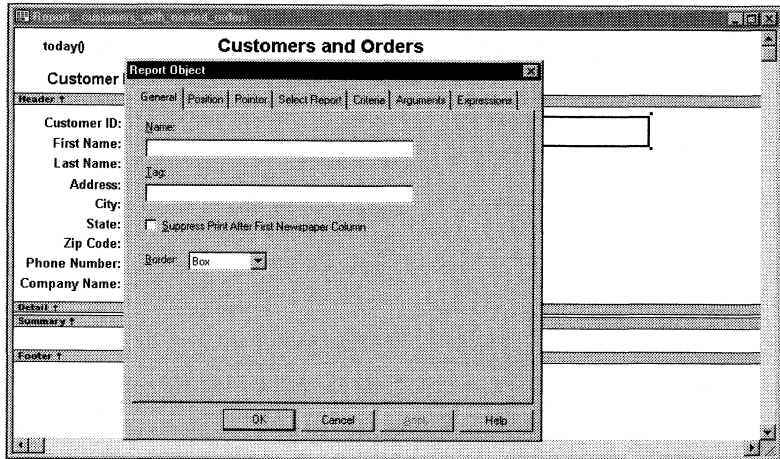 Report - customers_with_nested_orders
today()
Customers and Orders
Customer
Header ↑
Report Object
General Position Pointer Select Report Criteria Arguments Expressions
Customer ID:
First Name:
Last Name:
Address:
City:
State:
Zip Code:
Phone Number:
Company Name:
Name:
Tag:
Suppress Print After First Newspaper Column
Border: Box
Detail ↑
Summary ↑
Footer ↑
OK Cancel Apply Help